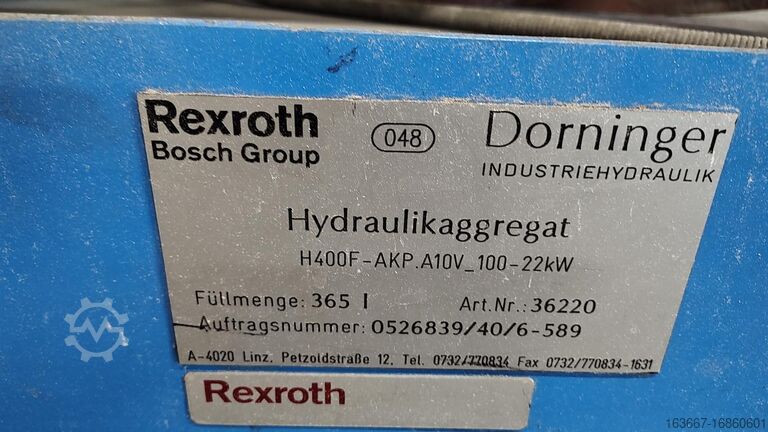 Rexroth
Bosch Group
048
Dorninger
INDUSTRIEHYDRAULIK
Hydraulikaggregat
H400F-AKP.A10V_100-22kW
Füllmenge: 365 l Art.Nr.: 36220
Auftragsnummer: 0526839/40/6-589
A-4020 Linz, Petzoldstraße 12, Tel. 0732/770834 Fax 0732/770834-1631
Rexroth
163667-16860601